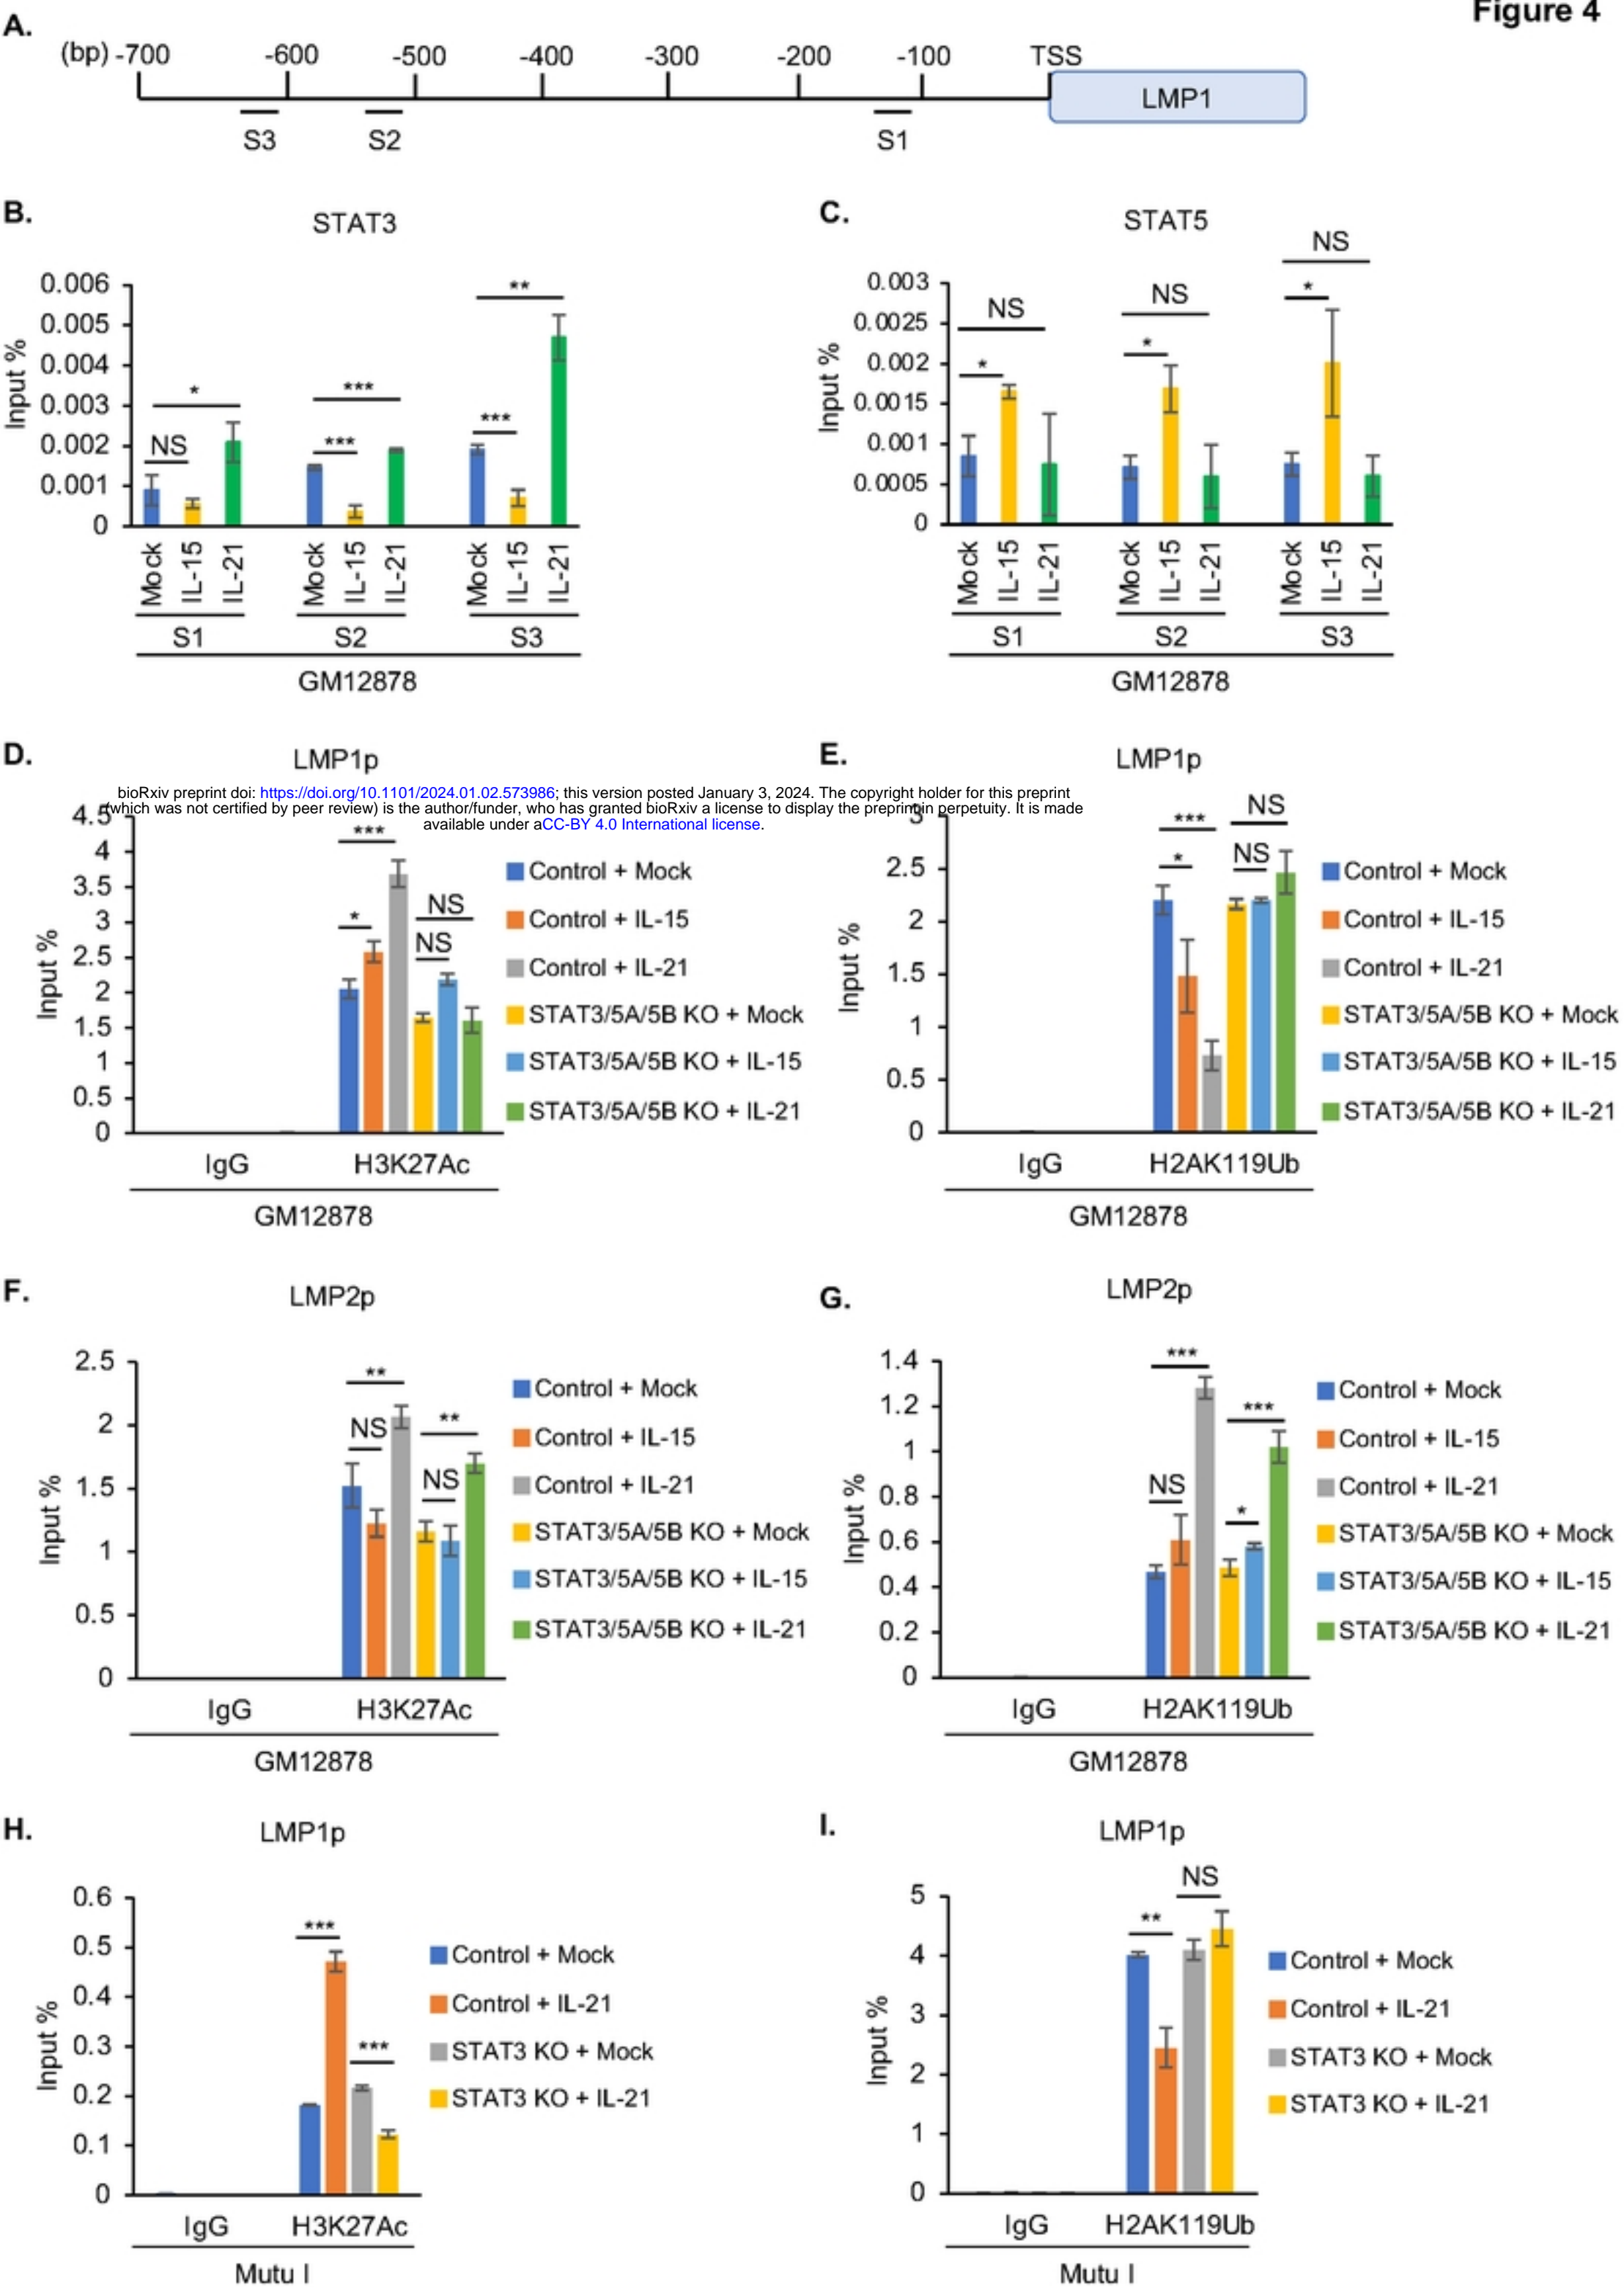 Figure 4
A.
(bp) -700 -600 -500 -400 -300 -200 -100 TSS
LMP1
S3 S2 S1
B.
STAT3
Input %
0.006
0.005
0.004
0.003
0.002
0.001
0
NS * *** *** *** **
Mock IL-15 IL-21 Mock IL-15 IL-21 Mock IL-15 IL-21
S1 S2 S3
GM12878
C.
STAT5
Input %
0.003
0.0025
0.002
0.0015
0.001
0.0005
0
* NS * NS * NS
Mock IL-15 IL-21 Mock IL-15 IL-21 Mock IL-15 IL-21
S1 S2 S3
GM12878
bioRxiv preprint doi: https://doi.org/10.1101/2024.01.02.573986; this version posted January 3, 2024. The copyright holder for this preprint
(which was not certified by peer review) is the author/funder, who has granted bioRxiv a license to display the preprint in perpetuity. It is made
available under aCC-BY 4.0 International license.
D.
LMP1p
Input %
4.5
4
3.5
3
2.5
2
1.5
1
0.5
0
* *** NS NS
IgG H3K27Ac
GM12878
Control + Mock
Control + IL-15
Control + IL-21
STAT3/5A/5B KO + Mock
STAT3/5A/5B KO + IL-15
STAT3/5A/5B KO + IL-21
E.
LMP1p
Input %
3
2.5
2
1.5
1
0.5
0
* *** NS NS
IgG H2AK119Ub
GM12878
Control + Mock
Control + IL-15
Control + IL-21
STAT3/5A/5B KO + Mock
STAT3/5A/5B KO + IL-15
STAT3/5A/5B KO + IL-21
F.
LMP2p
Input %
2.5
2
1.5
1
0.5
0
NS ** NS **
IgG H3K27Ac
GM12878
Control + Mock
Control + IL-15
Control + IL-21
STAT3/5A/5B KO + Mock
STAT3/5A/5B KO + IL-15
STAT3/5A/5B KO + IL-21
G.
LMP2p
Input %
1.4
1.2
1
0.8
0.6
0.4
0.2
0
NS *** * ***
IgG H2AK119Ub
GM12878
Control + Mock
Control + IL-15
Control + IL-21
STAT3/5A/5B KO + Mock
STAT3/5A/5B KO + IL-15
STAT3/5A/5B KO + IL-21
H.
LMP1p
Input %
0.6
0.5
0.4
0.3
0.2
0.1
0
*** ***
IgG H3K27Ac
Mutu I
Control + Mock
Control + IL-21
STAT3 KO + Mock
STAT3 KO + IL-21
I.
LMP1p
Input %
5
4
3
2
1
0
** NS
IgG H2AK119Ub
Mutu I
Control + Mock
Control + IL-21
STAT3 KO + Mock
STAT3 KO + IL-21